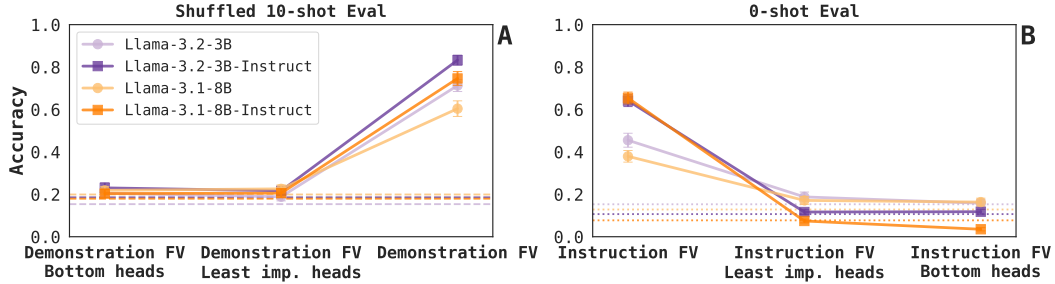 Shuffled 10-shot Eval
A
Accuracy
1.0
0.8
0.6
0.4
0.2
0.0
Llama-3.2-3B
Llama-3.2-3B-Instruct
Llama-3.1-8B
Llama-3.1-8B-Instruct
Demonstration FV
Bottom heads
Demonstration FV
Least imp. heads
Demonstration FV
0-shot Eval
B
1.0
0.8
0.6
0.4
0.2
0.0
Instruction FV
Instruction FV
Least imp. heads
Instruction FV
Bottom heads